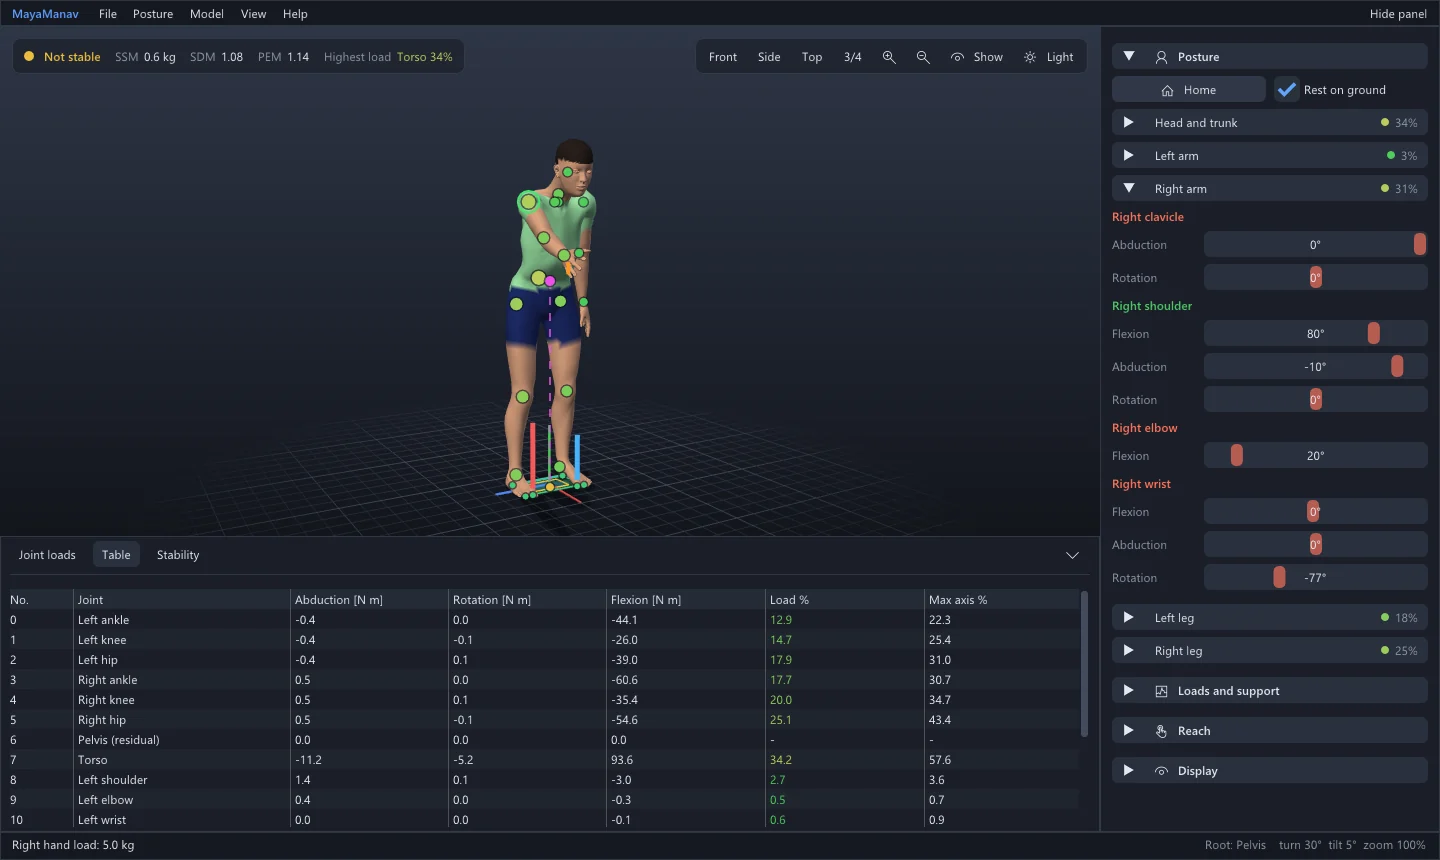 MayaManav File Posture Model View Help Hide panel
Not stable SSM 0.6 kg SDM 1.08 PEM 1.14 Highest load Torso 34%
Front Side Top 3/4 Show Light
Posture
Home Rest on ground
Head and trunk 34%
Left arm 3%
Right arm 31%
Right clavicle
Abduction 0°
Rotation 0°
Right shoulder
Flexion 80°
Abduction -10°
Rotation 0°
Right elbow
Flexion 20°
Right wrist
Flexion 0°
Abduction 0°
Rotation -77°
Left leg 18%
Right leg 25%
Loads and support
Reach
Display
Joint loads Table Stability
No. Joint Abduction [N m] Rotation [N m] Flexion [N m] Load % Max axis %
0 Left ankle -0.4 0.0 -44.1 12.9 22.3
1 Left knee -0.4 -0.1 -26.0 14.7 25.4
2 Left hip -0.4 0.1 -39.0 17.9 31.0
3 Right ankle 0.5 0.0 -60.6 17.7 30.7
4 Right knee 0.5 0.1 -35.4 20.0 34.7
5 Right hip 0.5 -0.1 -54.6 25.1 43.4
6 Pelvis (residual) 0.0 0.0 0.0 - -
7 Torso -11.2 -5.2 93.6 34.2 57.6
8 Left shoulder 1.4 0.1 -3.0 2.7 3.6
9 Left elbow 0.4 0.0 -0.3 0.5 0.7
10 Left wrist 0.0 0.0 -0.1 0.6 0.9
Right hand load: 5.0 kg Root: Pelvis turn 30° tilt 5° zoom 100%